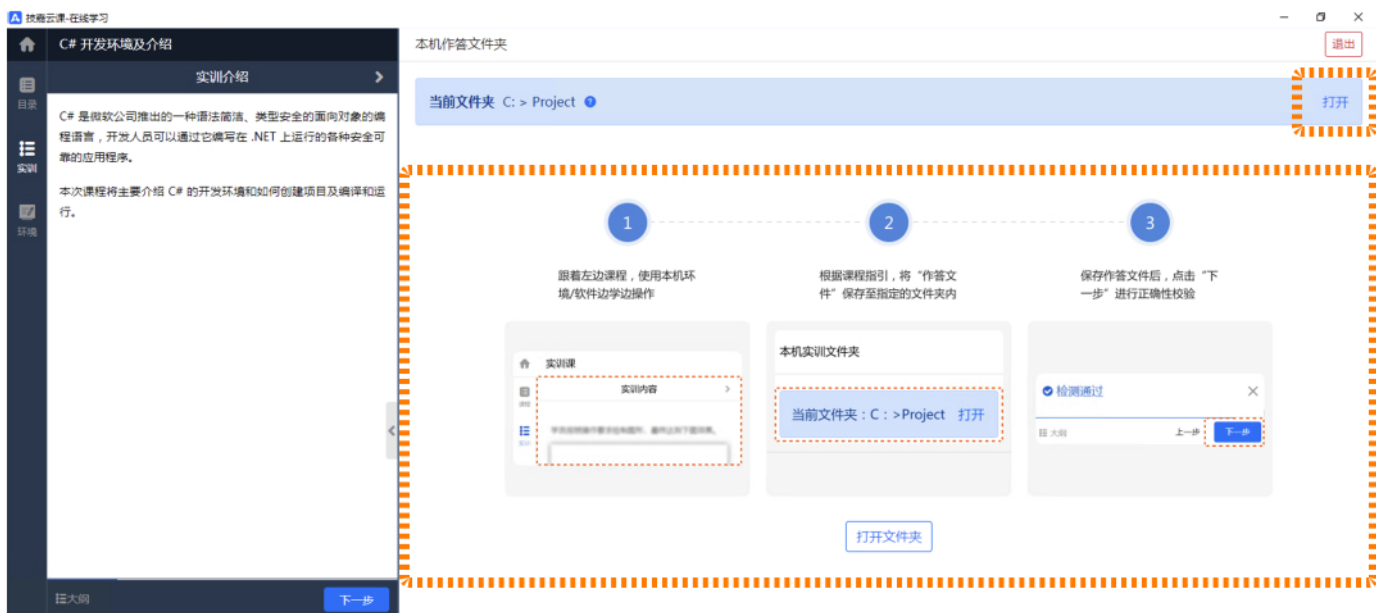 技嘉云课-在线学习
C# 开发环境及介绍
本机作答文件夹
退出
实训介绍
目录
实训
环境
C# 是微软公司推出的一种语法简洁、类型安全的面向对象的编
程语言，开发人员可以通过它编写在 .NET 上运行的各种安全可
靠的应用程序。
本次课程将主要介绍 C# 的开发环境和如何创建项目及编译和运
行。
大纲
下一步
当前文件夹 C: > Project
打开
1
2
3
跟着左边课程，使用本机环
境/软件边学边操作
根据课程指引，将“作答文
件”保存至指定的文件夹内
保存作答文件后，点击“下
一步”进行正确性校验
实训课
实训内容
本机实训文件夹
当前文件夹：C：>Project 打开
检测通过
大纲
上一步
下一步
打开文件夹